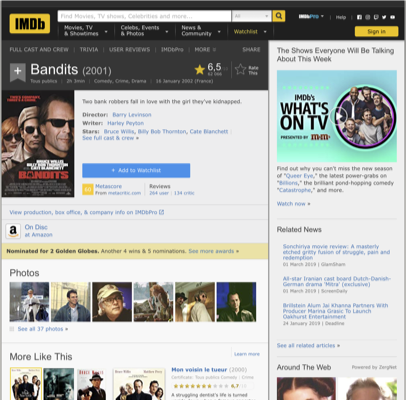 IMDb
Find Movies, TV shows, Celebrities and more...
All
IMDbPro
Help
Movies, TV & Showtimes
Celebs, Events & Photos
News & Community
Watchlist
Sign in
FULL CAST AND CREW | TRIVIA | USER REVIEWS | IMDbPro | MORE
SHARE
Bandits (2001)
6,5
Rate This
Tous publics | 2h 3min | Comedy, Crime, Drama | 16 January 2002 (France)
Two bank robbers fall in love with the girl they've kidnapped.
Director: Barry Levinson
Writer: Harley Peyton
Stars: Bruce Willis, Billy Bob Thornton, Cate Blanchett
See full cast & crew »
BANDITS
+ Add to Watchlist
Metascore
From metacritic.com
Reviews
264 user | 134 critic
View production, box office, & company info on IMDbPro
On Disc
at Amazon
Nominated for 2 Golden Globes. Another 4 wins & 5 nominations. See more awards »
Photos
See all 37 photos »
More Like This
Learn more
Mon voisin le tueur (2000)
Certificate: Tous publics Comedy | Crime
6,7
A struggling dentist's life is turned
The Shows Everyone Will Be Talking About This Week
IMDb's
WHAT'S ON TV
PRESENTED BY M&M'S
Find out why you can't miss the new season of "Queer Eye," the latest power-grabs on "Billions," the brilliant pond-hopping comedy "Catastrophe," and more.
Watch now »
Related News
Sonchiriya movie review: A masterly etched gritty fusion of struggle, pain and redemption
01 March 2019 | GlamSham
All-star Iranian cast board Dutch-Danish-German drama 'Mitra' (exclusive)
01 March 2019 | ScreenDaily
Brilstein Alum Jai Khanna Partners With Producer Marina Grasic To Launch Oakhurst Entertainment
24 January 2019 | Deadline
See all related articles »
Around The Web
Powered by ZergNet